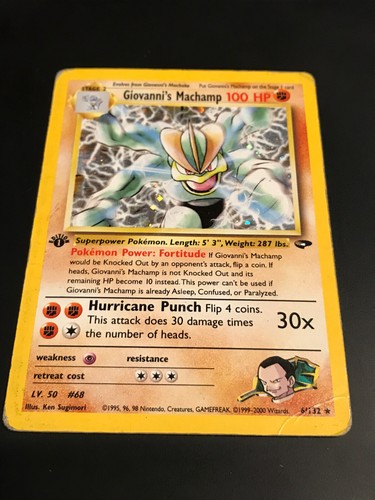 STAGE 2 Evolves from Giovanni's Machoke Put Giovanni's Machamp on the Stage 1 card
Giovanni's Machamp 100 HP
Edition 1
Superpower Pokémon. Length: 5' 3", Weight: 287 lbs.
Pokémon Power: Fortitude If Giovanni's Machamp
would be Knocked Out by an opponent's attack, flip a coin. If
heads, Giovanni's Machamp is not Knocked Out and its
remaining HP become 10 instead. This power can't be used if
Giovanni's Machamp is already Asleep, Confused, or Paralyzed.
Hurricane Punch Flip 4 coins.
This attack does 30 damage times
the number of heads.
30x
weakness resistance
retreat cost
LV. 50 #68
Illus. Ken Sugimori ©1995, 96, 98 Nintendo, Creatures, GAMEFREAK. ©1999-2000 Wizards. 6/132 ★